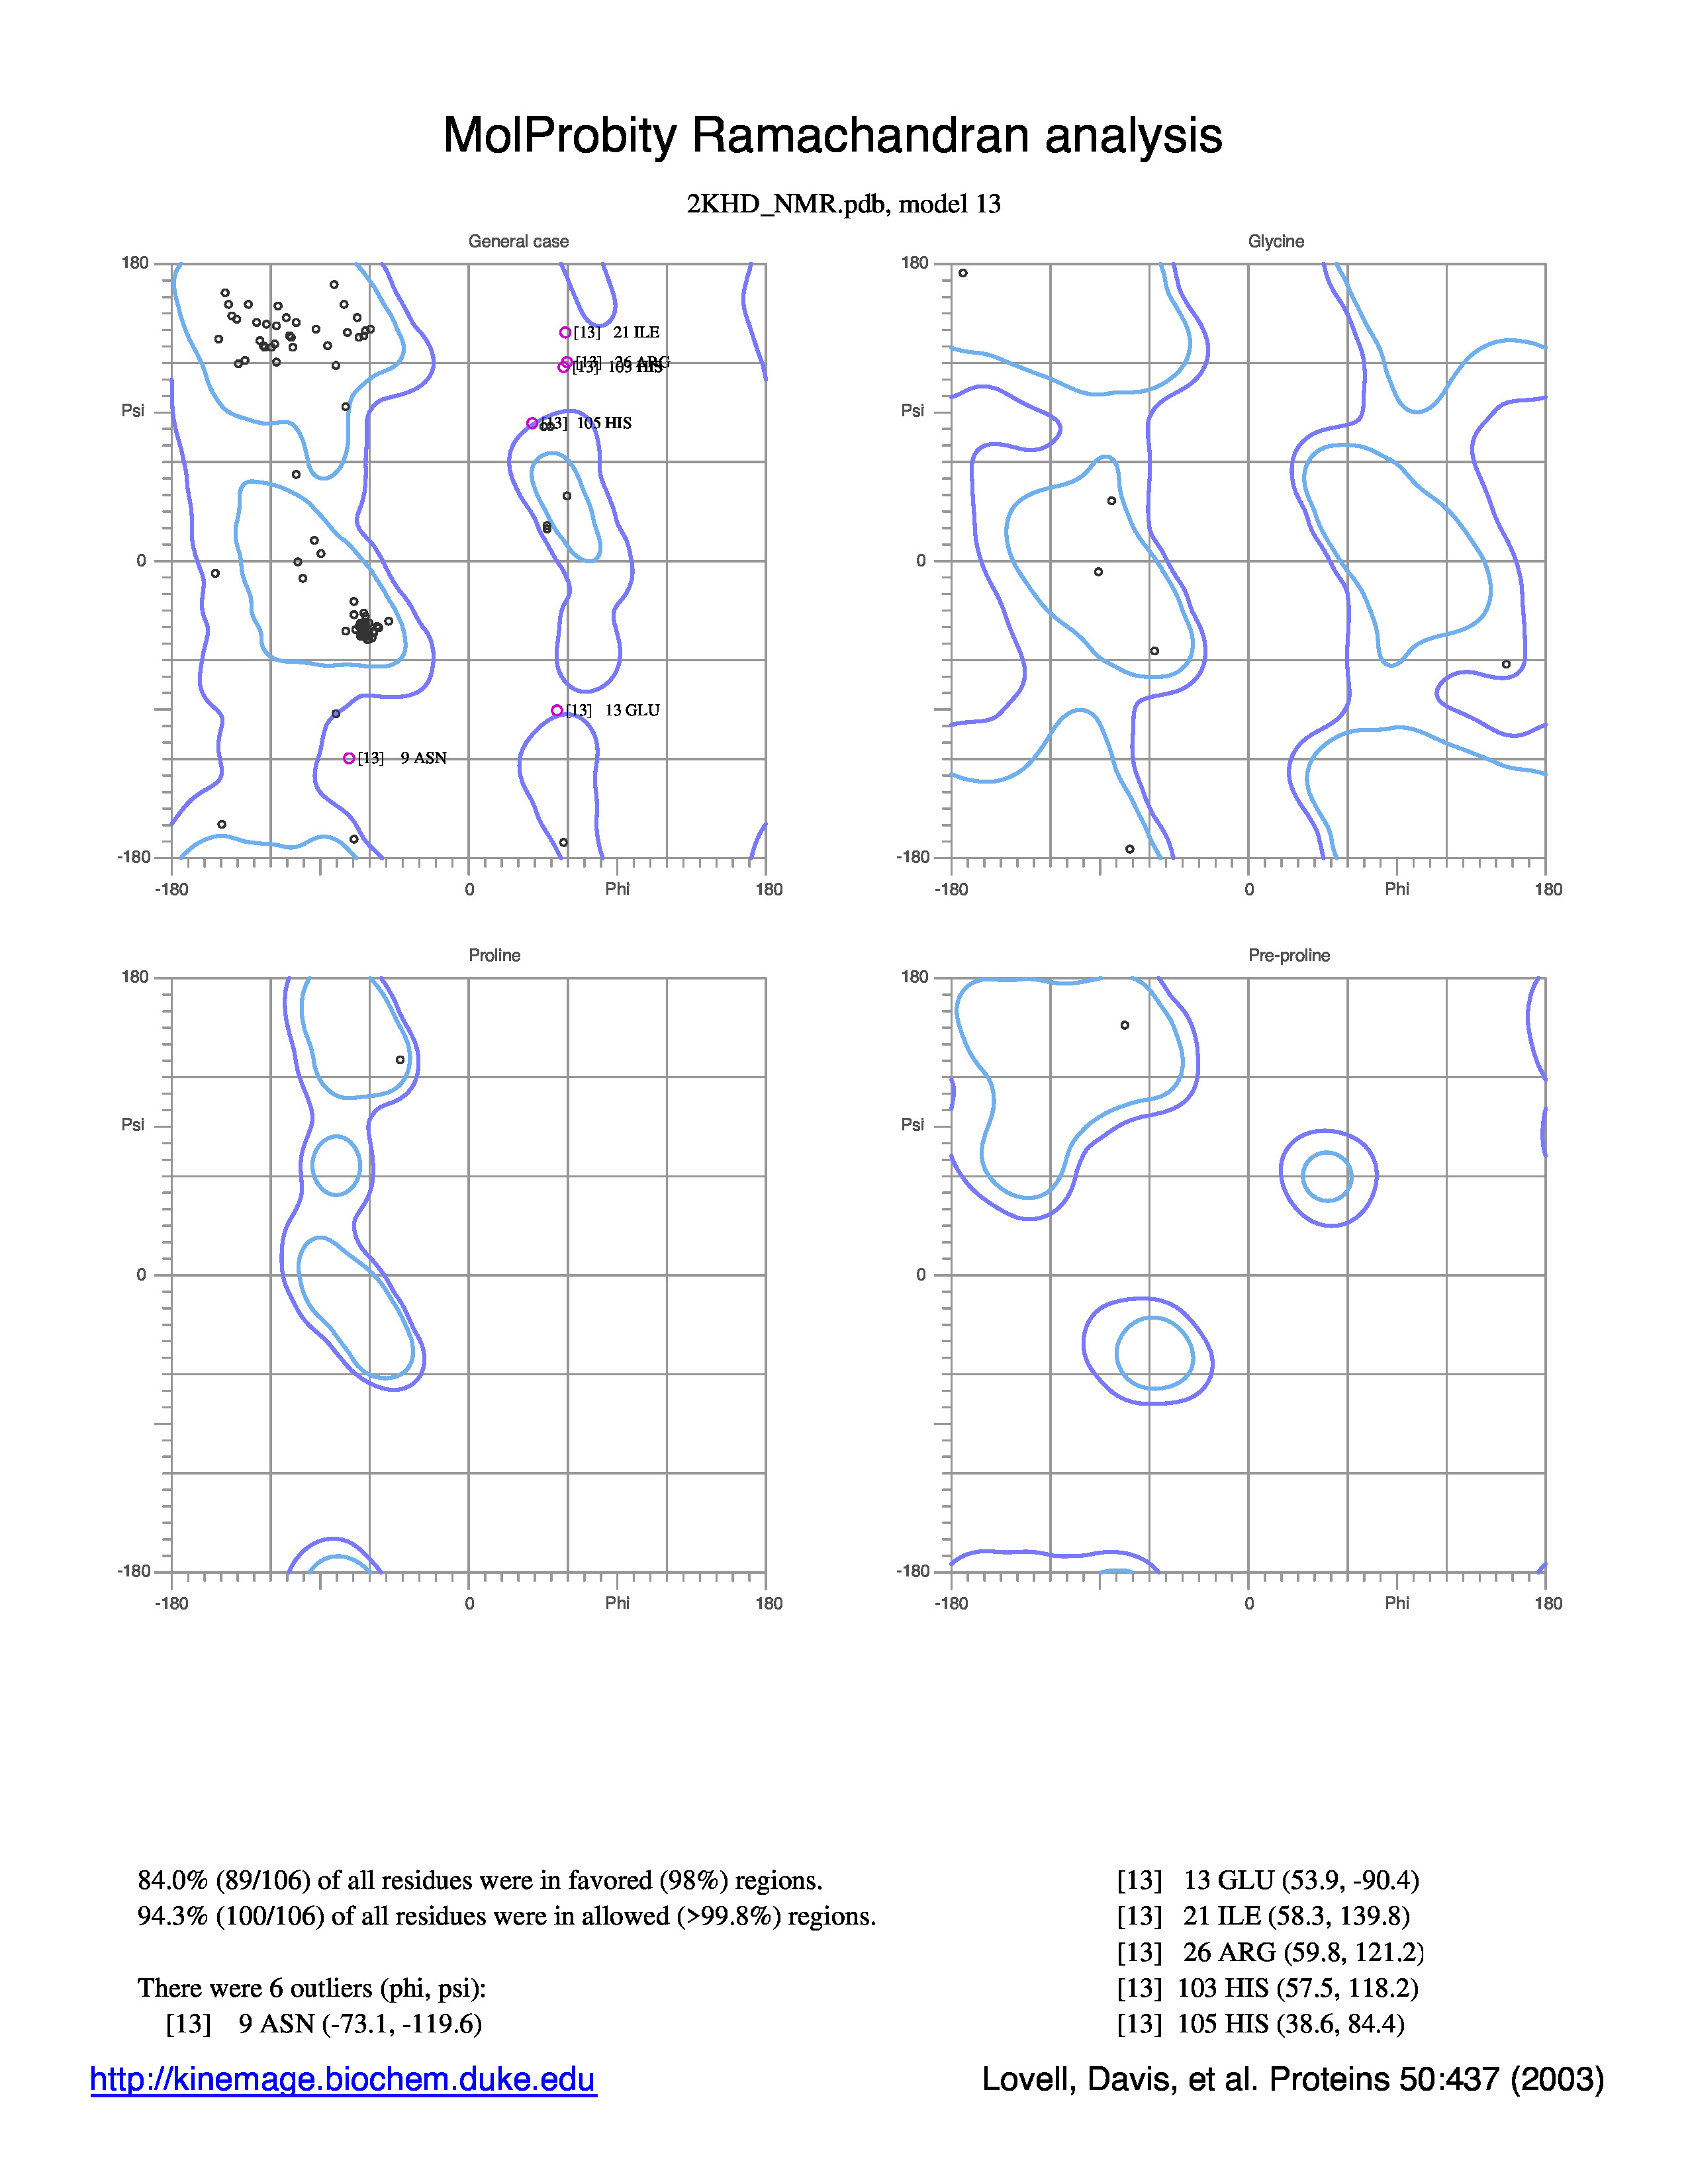 MolProbity Ramachandran analysis
2KHD_NMR.pdb, model 13
General case
180
Psi
0
-180
-180
0
Phi
180
[13] 21 ILE
[13] 26 ARG
[13] 103 HIS
[13] 105 HIS
[13] 13 GLU
[13] 9 ASN
Glycine
180
Psi
0
-180
-180
0
Phi
180
Proline
180
Psi
0
-180
-180
0
Phi
180
Pre-proline
180
Psi
0
-180
-180
0
Phi
180
84.0% (89/106) of all residues were in favored (98%) regions.
94.3% (100/106) of all residues were in allowed (>99.8%) regions.
There were 6 outliers (phi, psi):
[13] 9 ASN (-73.1, -119.6)
[13] 13 GLU (53.9, -90.4)
[13] 21 ILE (58.3, 139.8)
[13] 26 ARG (59.8, 121.2)
[13] 103 HIS (57.5, 118.2)
[13] 105 HIS (38.6, 84.4)
http://kinemage.biochem.duke.edu
Lovell, Davis, et al. Proteins 50:437 (2003)